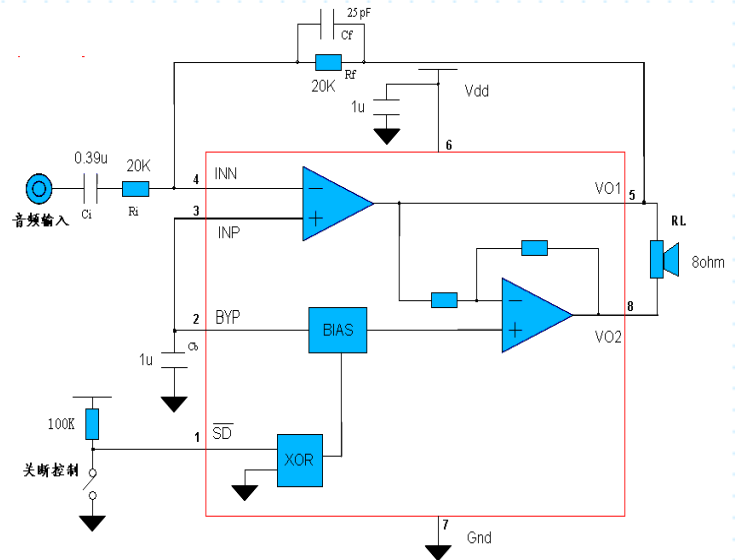 25pF
Cf
Rf
20K
1u
Vdd
6
0.39u
20K
Ci
Ri
音频输入
4
INN
3
INP
VO1
5
RL
8ohm
8
VO2
2
BYP
BIAS
1u
Cb
100K
1
SD
XOR
关断控制
7
Gnd